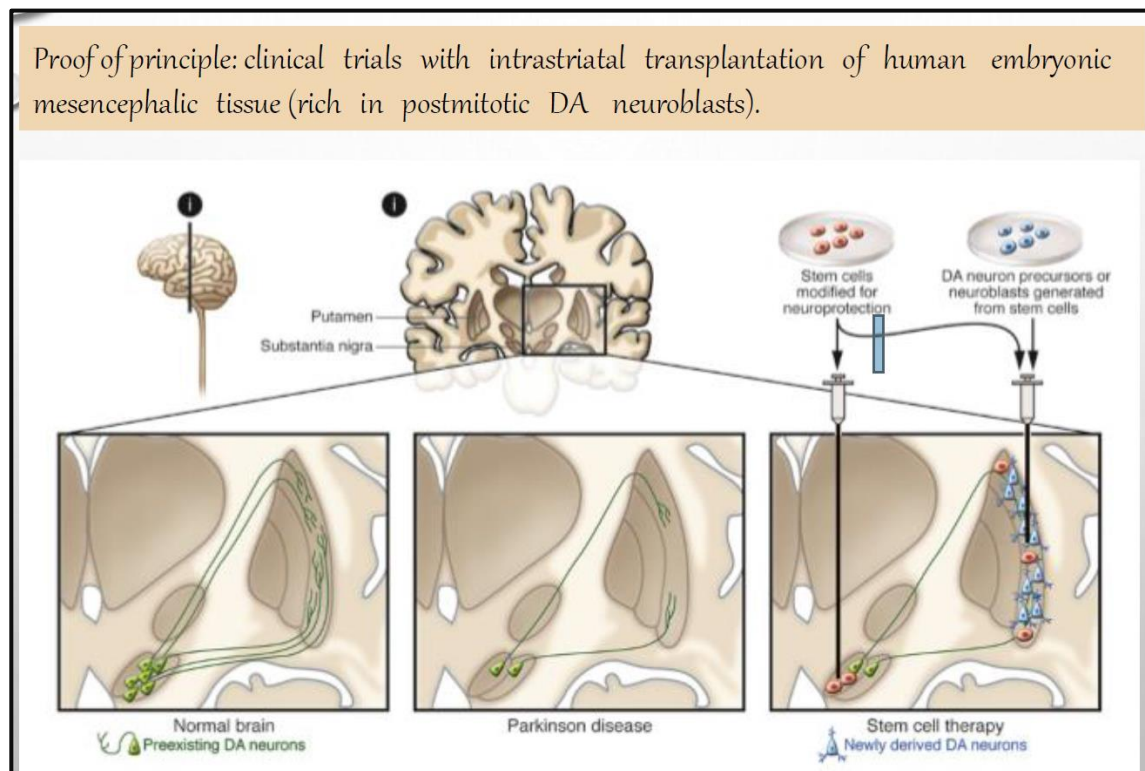 Proof of principle: clinical trials with intrastriatal transplantation of human embryonic
mesencephalic tissue (rich in postmitotic DA neuroblasts).
i
i
Stem cells
modified for
neuroprotection
DA neuron precursors or
neuroblasts generated
from stem cells
Putamen
Substantia nigra
Normal brain
Preexisting DA neurons
Parkinson disease
Stem cell therapy
Newly derived DA neurons